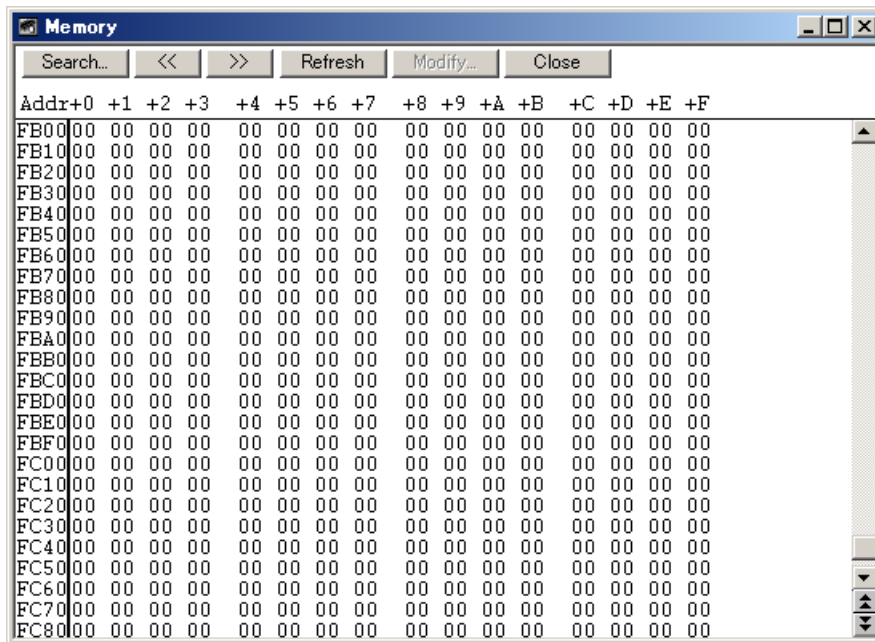 Memory
Search... << >> Refresh Modify... Close
Addr+0 +1 +2 +3 +4 +5 +6 +7 +8 +9 +A +B +C +D +E +F
FB00 00 00 00 00 00 00 00 00 00 00 00 00 00 00 00 00
FB10 00 00 00 00 00 00 00 00 00 00 00 00 00 00 00 00
FB20 00 00 00 00 00 00 00 00 00 00 00 00 00 00 00 00
FB30 00 00 00 00 00 00 00 00 00 00 00 00 00 00 00 00
FB40 00 00 00 00 00 00 00 00 00 00 00 00 00 00 00 00
FB50 00 00 00 00 00 00 00 00 00 00 00 00 00 00 00 00
FB60 00 00 00 00 00 00 00 00 00 00 00 00 00 00 00 00
FB70 00 00 00 00 00 00 00 00 00 00 00 00 00 00 00 00
FB80 00 00 00 00 00 00 00 00 00 00 00 00 00 00 00 00
FB90 00 00 00 00 00 00 00 00 00 00 00 00 00 00 00 00
FBA0 00 00 00 00 00 00 00 00 00 00 00 00 00 00 00 00
FBB0 00 00 00 00 00 00 00 00 00 00 00 00 00 00 00 00
FBC0 00 00 00 00 00 00 00 00 00 00 00 00 00 00 00 00
FBD0 00 00 00 00 00 00 00 00 00 00 00 00 00 00 00 00
FBE0 00 00 00 00 00 00 00 00 00 00 00 00 00 00 00 00
FBF0 00 00 00 00 00 00 00 00 00 00 00 00 00 00 00 00
FC00 00 00 00 00 00 00 00 00 00 00 00 00 00 00 00 00
FC10 00 00 00 00 00 00 00 00 00 00 00 00 00 00 00 00
FC20 00 00 00 00 00 00 00 00 00 00 00 00 00 00 00 00
FC30 00 00 00 00 00 00 00 00 00 00 00 00 00 00 00 00
FC40 00 00 00 00 00 00 00 00 00 00 00 00 00 00 00 00
FC50 00 00 00 00 00 00 00 00 00 00 00 00 00 00 00 00
FC60 00 00 00 00 00 00 00 00 00 00 00 00 00 00 00 00
FC70 00 00 00 00 00 00 00 00 00 00 00 00 00 00 00 00
FC80 00 00 00 00 00 00 00 00 00 00 00 00 00 00 00 00